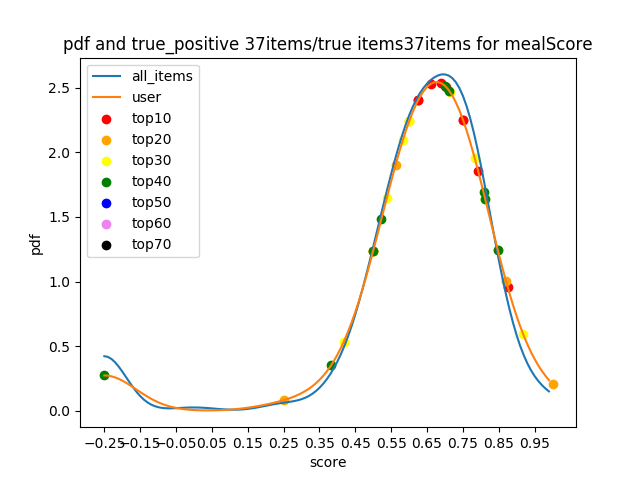 pdf and true_positive 37items/true items37items for mealScore
all_items
user
top10
top20
top30
top40
top50
top60
top70
2.5
2.0
1.5
1.0
0.5
0.0
pdf
−0.25 −0.15 −0.05 0.05 0.15 0.25 0.35 0.45 0.55 0.65 0.75 0.85 0.95
score